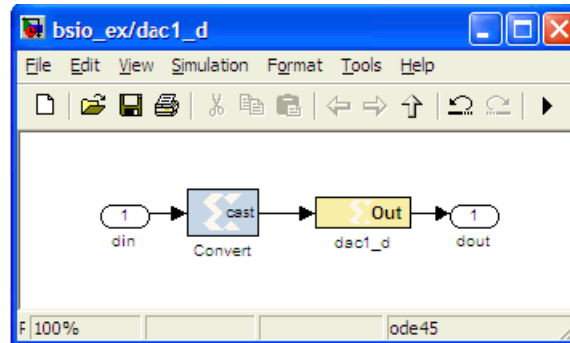 bsio_ex/dac1_d
File Edit View Simulation Format Tools Help
1 cast Out 1
din Convert dac1_d dout
F 100% ode45